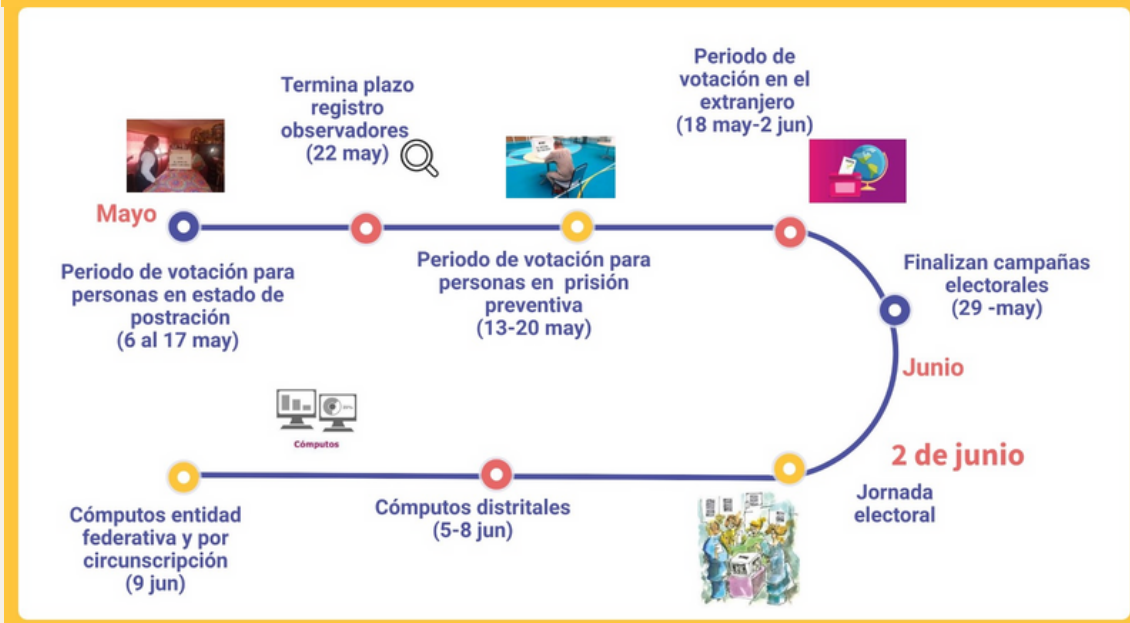 Mayo
Periodo de votación para
personas en estado de
postración
(6 al 17 may)
Termina plazo
registro
observadores
(22 may)
Periodo de votación para
personas en prisión
preventiva
(13-20 may)
Periodo de
votación en el
extranjero
(18 may-2 jun)
Finalizan campañas
electorales
(29 -may)
Junio
2 de junio
Jornada
electoral
Cómputos distritales
(5-8 jun)
Cómputos
Cómputos entidad
federativa y por
circunscripción
(9 jun)